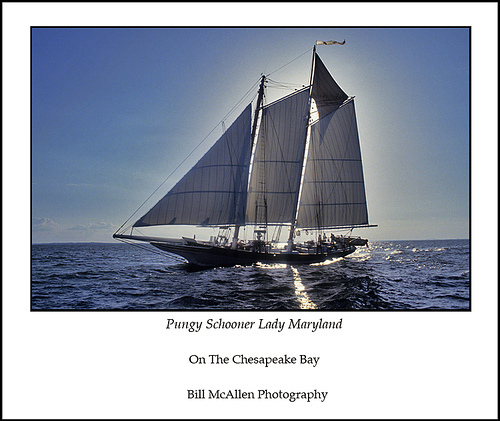 Pungy Schooner Lady Maryland
On The Chesapeake Bay
Bill McAllen Photography